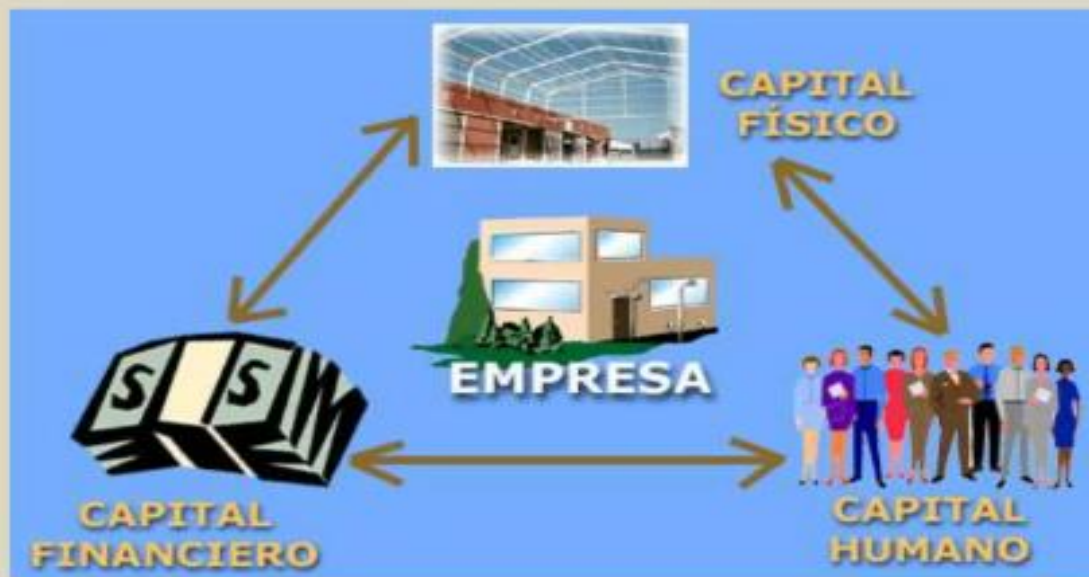 CAPITAL
FÍSICO
EMPRESA
CAPITAL
FINANCIERO
CAPITAL
HUMANO